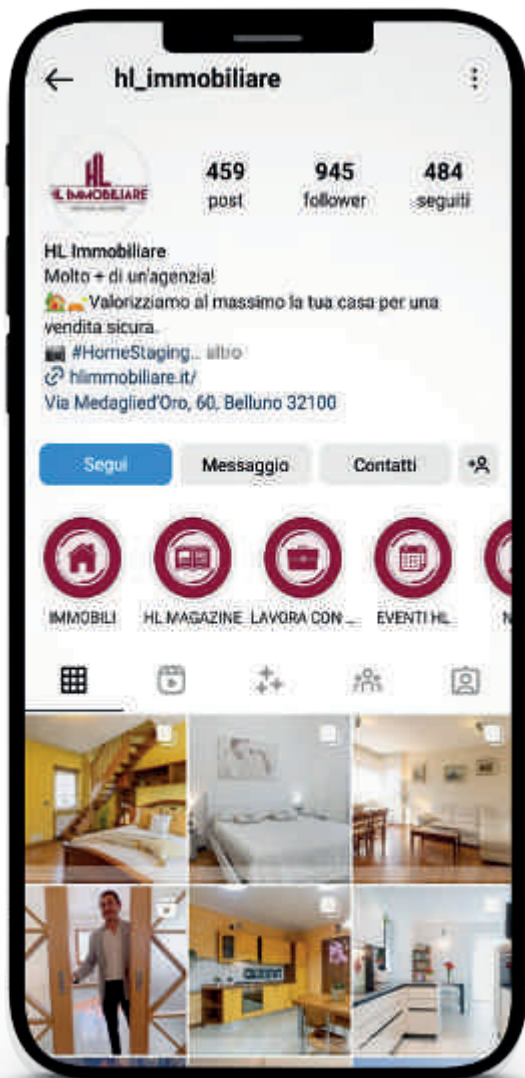 hl_immobiliare
HL
HL IMMOBILIARE
459 945 484
post follower seguiti
HL Immobiliare
Molto + di un'agenzia!
Valorizziamo al massimo la tua casa per una
vendita sicura.
#HomeStaging... altro
hlimmobiliare.it/
Via Medaglied'Oro, 60, Belluno 32100
Segui Messaggio Contatti
IMMOBILI HL MAGAZINE LAVORA CON ... EVENTI HL N